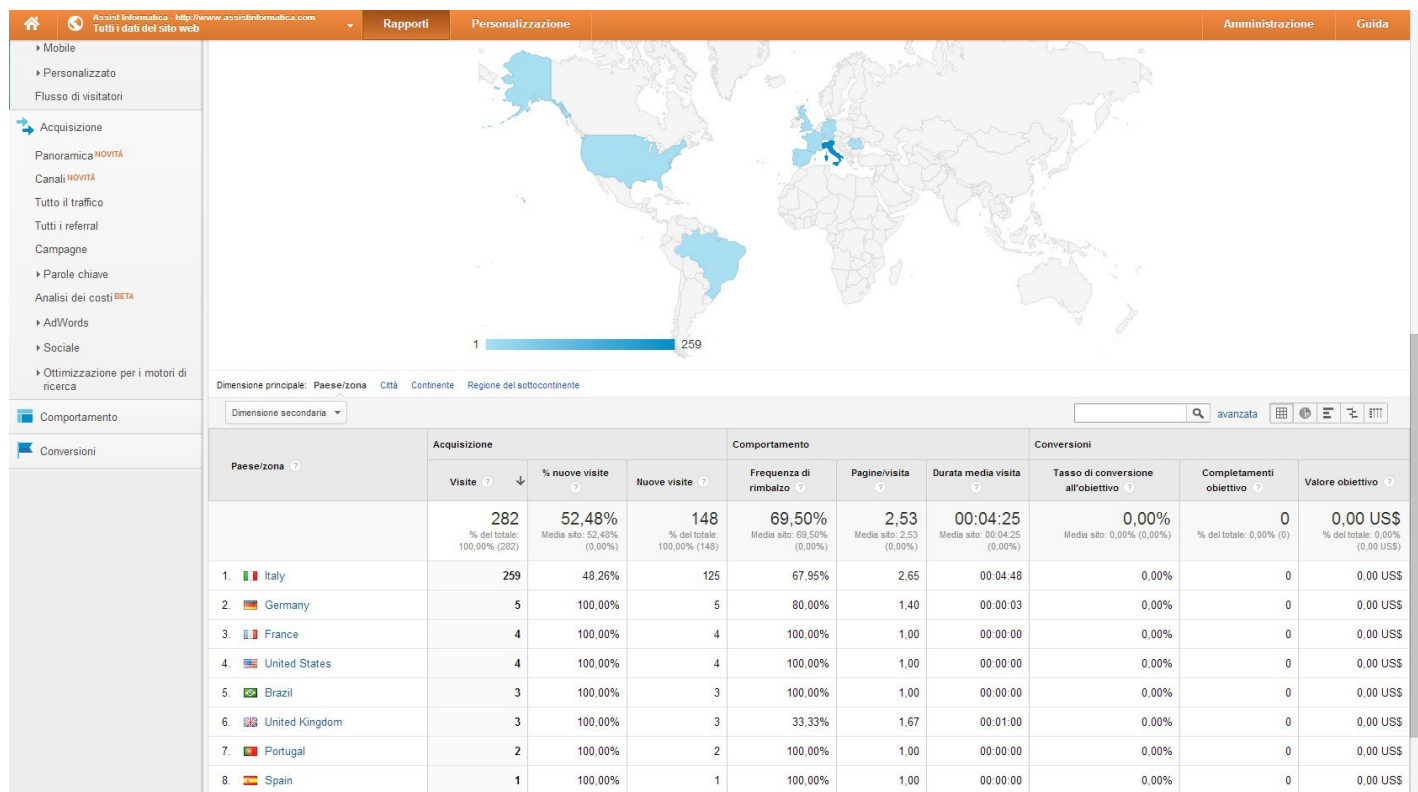 Assist Informatica - http://www.assistinformatica.com
Tutti i dati del sito web
Rapporti
Personalizzazione
Amministrazione
Guida
Mobile
Personalizzato
Flusso di visitatori
Acquisizione
Panoramica NOVITÁ
Canali NOVITÁ
Tutto il traffico
Tutti i referral
Campagne
Parole chiave
Analisi dei costi BETA
AdWords
Sociale
Ottimizzazione per i motori di
ricerca
Comportamento
Conversioni
1 259
Dimensione principale: Paese/zona Città Continente Regione del sottocontinente
Dimensione secondaria
avanzata
Paese/zona ?
Acquisizione Comportamento Conversioni
Visite ? % nuove visite ? Nuove visite ? Frequenza di rimbalzo ? Pagine/visita ? Durata media visita ? Tasso di conversione all'obiettivo ? Completamenti obiettivo ? Valore obiettivo ?
282 52,48% 148 69,50% 2,53 00:04:25 0,00% 0 0,00 US$
% del totale: Media sito: 52,48% % del totale: Media sito: 69,50% Media sito: 2,53 Media sito: 00:04:25 Media sito: 0,00% (0,00%) % del totale: 0,00% (0) % del totale: 0,00%
100,00% (282) (0,00%) 100,00% (148) (0,00%) (0,00%) (0,00%) (0,00 US$)
1. Italy 259 48,26% 125 67,95% 2,65 00:04:48 0,00% 0 0,00 US$
2. Germany 5 100,00% 5 80,00% 1,40 00:00:03 0,00% 0 0,00 US$
3. France 4 100,00% 4 100,00% 1,00 00:00:00 0,00% 0 0,00 US$
4. United States 4 100,00% 4 100,00% 1,00 00:00:00 0,00% 0 0,00 US$
5. Brazil 3 100,00% 3 100,00% 1,00 00:00:00 0,00% 0 0,00 US$
6. United Kingdom 3 100,00% 3 33,33% 1,67 00:01:00 0,00% 0 0,00 US$
7. Portugal 2 100,00% 2 100,00% 1,00 00:00:00 0,00% 0 0,00 US$
8. Spain 1 100,00% 1 100,00% 1,00 00:00:00 0,00% 0 0,00 US$